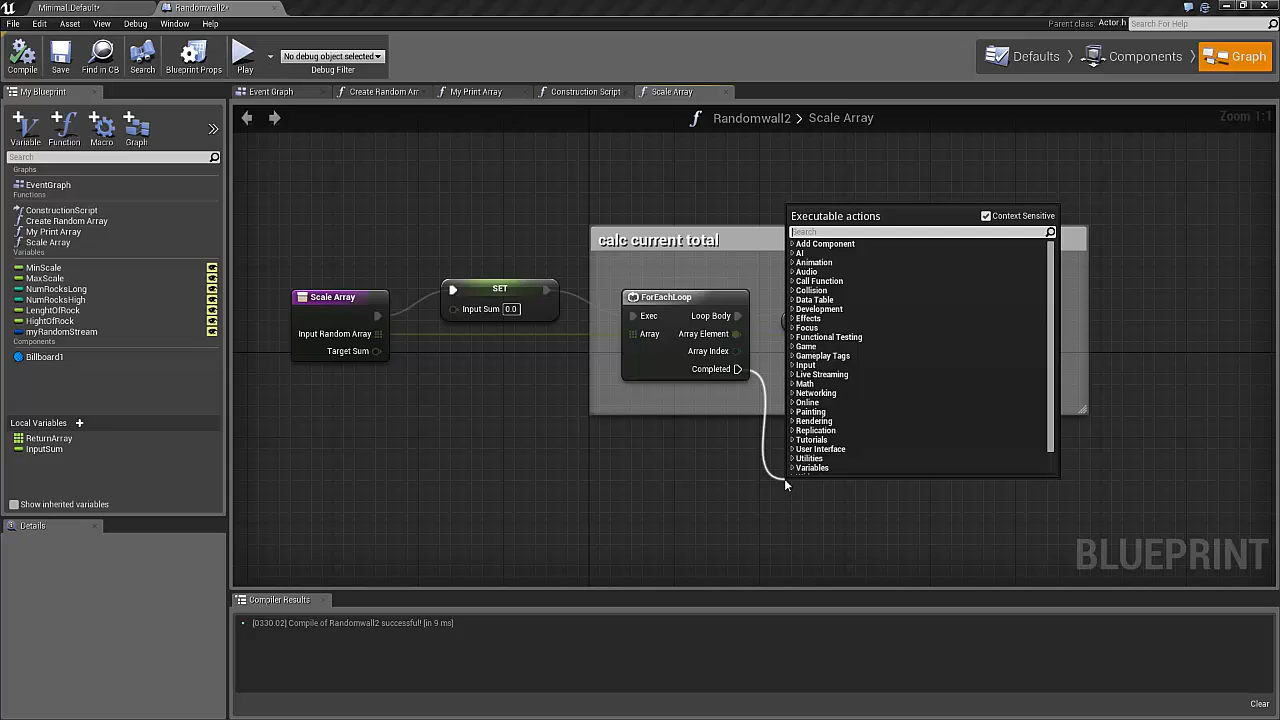 Minimal_Default*
Randomwall2*
File Edit Asset View Debug Window Help
Parent class: Actor.h
Search For Help
Compile
Save
Find in CB
Search
Blueprint Props
Play
No debug object selected
Debug Filter
Defaults
Components
Graph
My Blueprint
Event Graph
Create Random Arr
My Print Array
Construction Script
Scale Array
Variable
Function
Macro
Graph
Search
Graphs
EventGraph
Functions
ConstructionScript
Create Random Array
My Print Array
Scale Array
Variables
MinScale
MaxScale
NumRocksLong
NumRocksHigh
LenghtOfRock
HightOfRock
myRandomStream
Components
Billboard1
Local Variables
ReturnArray
InputSum
Show inherited variables
Details
Randomwall2 > Scale Array
Zoom 1:1
Scale Array
Input Random Array
Target Sum
SET
Input Sum 0.0
calc current total
ForEachLoop
Exec Loop Body
Array Array Element
Array Index
Completed
Executable actions
Context Sensitive
Search
Add Component
AI
Animation
Audio
Call Function
Collision
Data Table
Development
Effects
Focus
Functional Testing
Game
Gameplay Tags
Input
Live Streaming
Math
Networking
Online
Painting
Rendering
Replication
Tutorials
User Interface
Utilities
Variables
BLUEPRINT
Compiler Results
[0330.02] Compile of Randomwall2 successful! [in 9 ms]
Clear